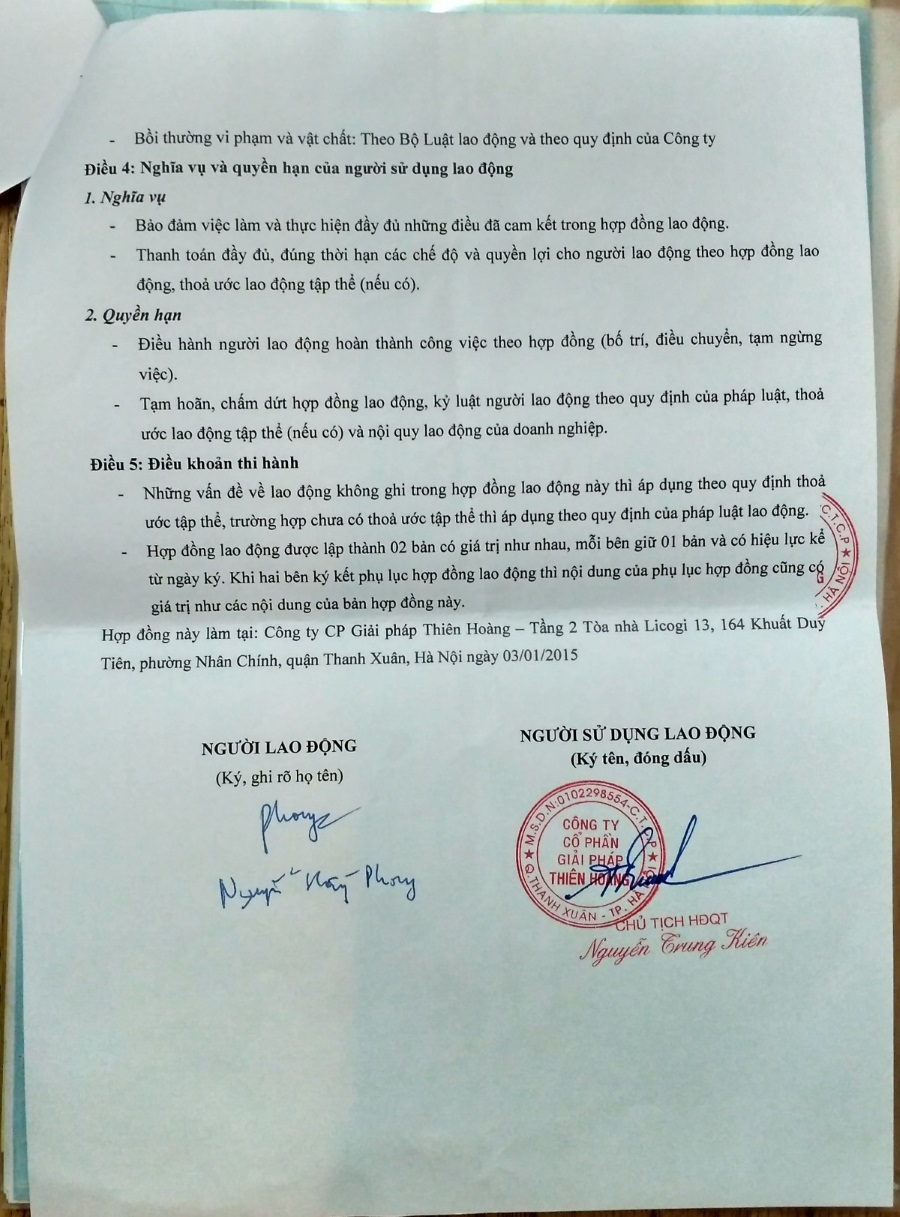 - Bồi thường vi phạm và vật chất: Theo Bộ Luật lao động và theo quy định của Công ty
Điều 4: Nghĩa vụ và quyền hạn của người sử dụng lao động
1. Nghĩa vụ
- Bảo đảm việc làm và thực hiện đầy đủ những điều đã cam kết trong hợp đồng lao động.
- Thanh toán đầy đủ, đúng thời hạn các chế độ và quyền lợi cho người lao động theo hợp đồng lao
động, thoả ước lao động tập thể (nếu có).
2. Quyền hạn
- Điều hành người lao động hoàn thành công việc theo hợp đồng (bố trí, điều chuyển, tạm ngừng
việc).
- Tạm hoãn, chấm dứt hợp đồng lao động, kỷ luật người lao động theo quy định của pháp luật, thoả
ước lao động tập thể (nếu có) và nội quy lao động của doanh nghiệp.
Điều 5: Điều khoản thi hành
- Những vấn đề về lao động không ghi trong hợp đồng lao động này thì áp dụng theo quy định thoả
ước tập thể, trường hợp chưa có thoả ước tập thể thì áp dụng theo quy định của pháp luật lao động.
- Hợp đồng lao động được lập thành 02 bản có giá trị như nhau, mỗi bên giữ 01 bản và có hiệu lực kể
từ ngày ký. Khi hai bên ký kết phụ lục hợp đồng lao động thì nội dung của phụ lục hợp đồng cũng có
giá trị như các nội dung của bản hợp đồng này.
C.T.C.P ★ HÀ NỘI
Hợp đồng này làm tại: Công ty CP Giải pháp Thiên Hoàng – Tầng 2 Tòa nhà Licogi 13, 164 Khuất Duy
Tiên, phường Nhân Chính, quận Thanh Xuân, Hà Nội ngày 03/01/2015
NGƯỜI LAO ĐỘNG
(Ký, ghi rõ họ tên)
Phong
Nguyễn Phong
NGƯỜI SỬ DỤNG LAO ĐỘNG
(Ký tên, đóng dấu)
M.S.D.N:0102298554-C.T.C.P
CÔNG TY
CỔ PHẦN
GIẢI PHÁP
THIÊN HOÀNG
Q.THANH XUÂN - TP. HÀ NỘI
CHỦ TỊCH HĐQT
Nguyễn Trung Kiên